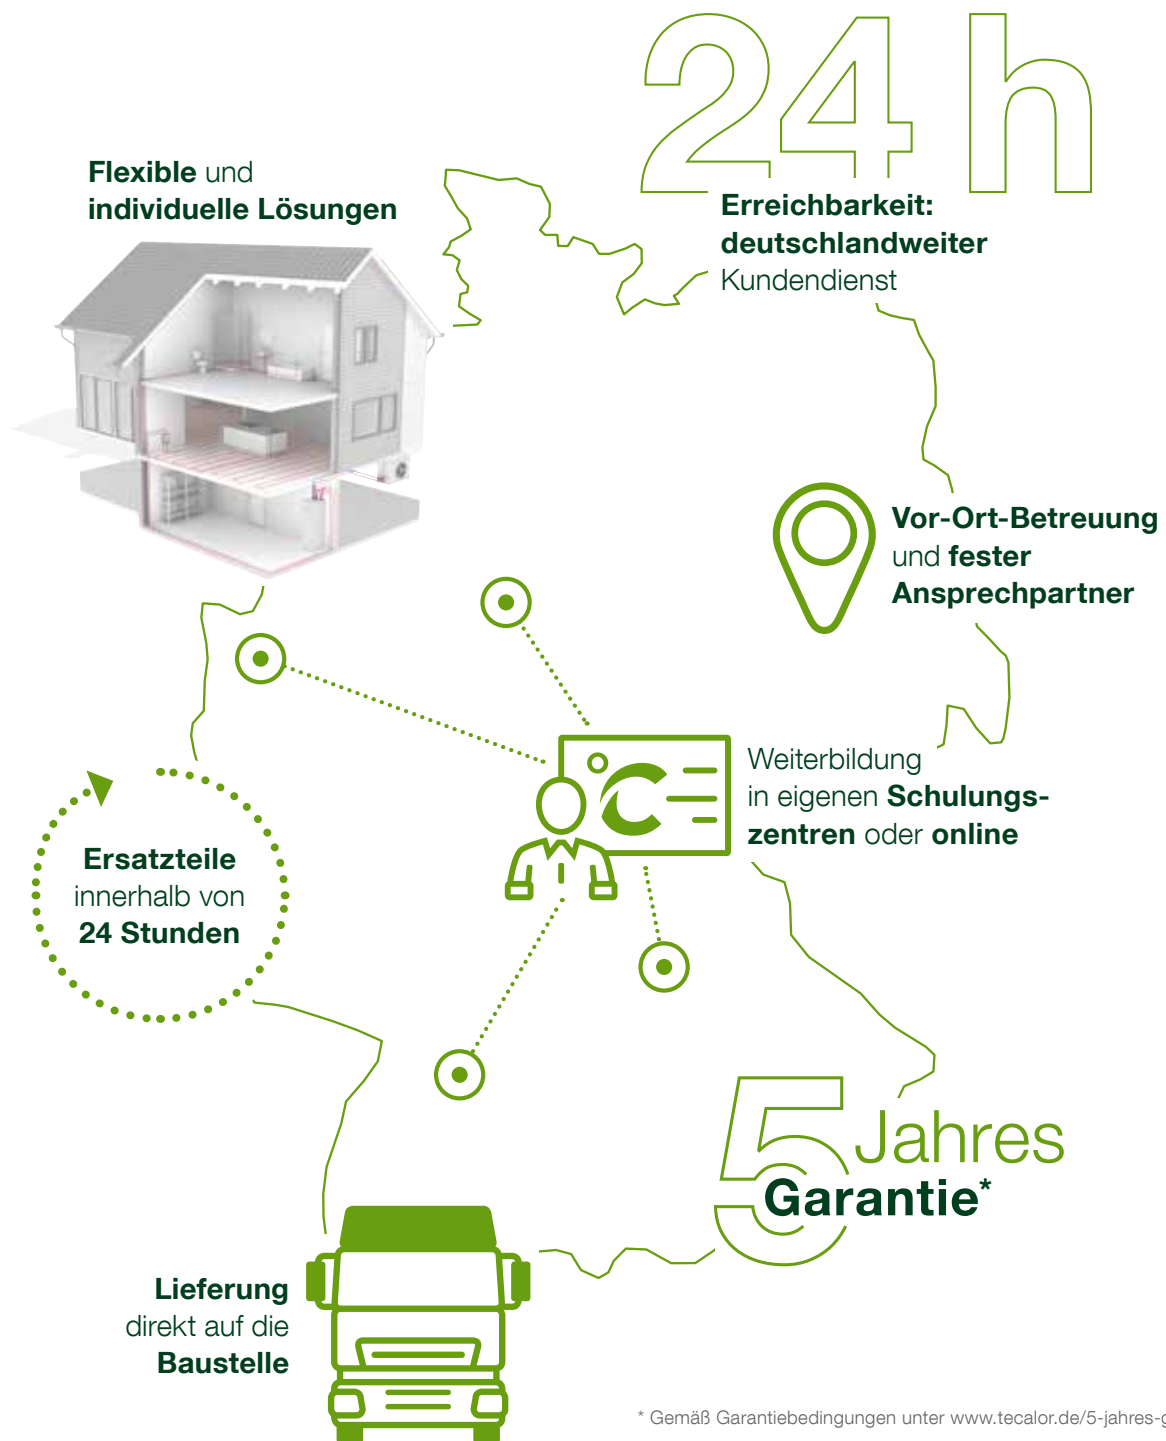 24 h
Erreichbarkeit:
deutschlandweiter
Kundendienst
Flexible und
individuelle Lösungen
Vor-Ort-Betreuung
und fester
Ansprechpartner
Weiterbildung
in eigenen Schulungs-
zentren oder online
Ersatzteile
innerhalb von
24 Stunden
5 Jahres
Garantie*
Lieferung
direkt auf die
Baustelle
* Gemäß Garantiebedingungen unter www.tecalor.de/5-jahres-g